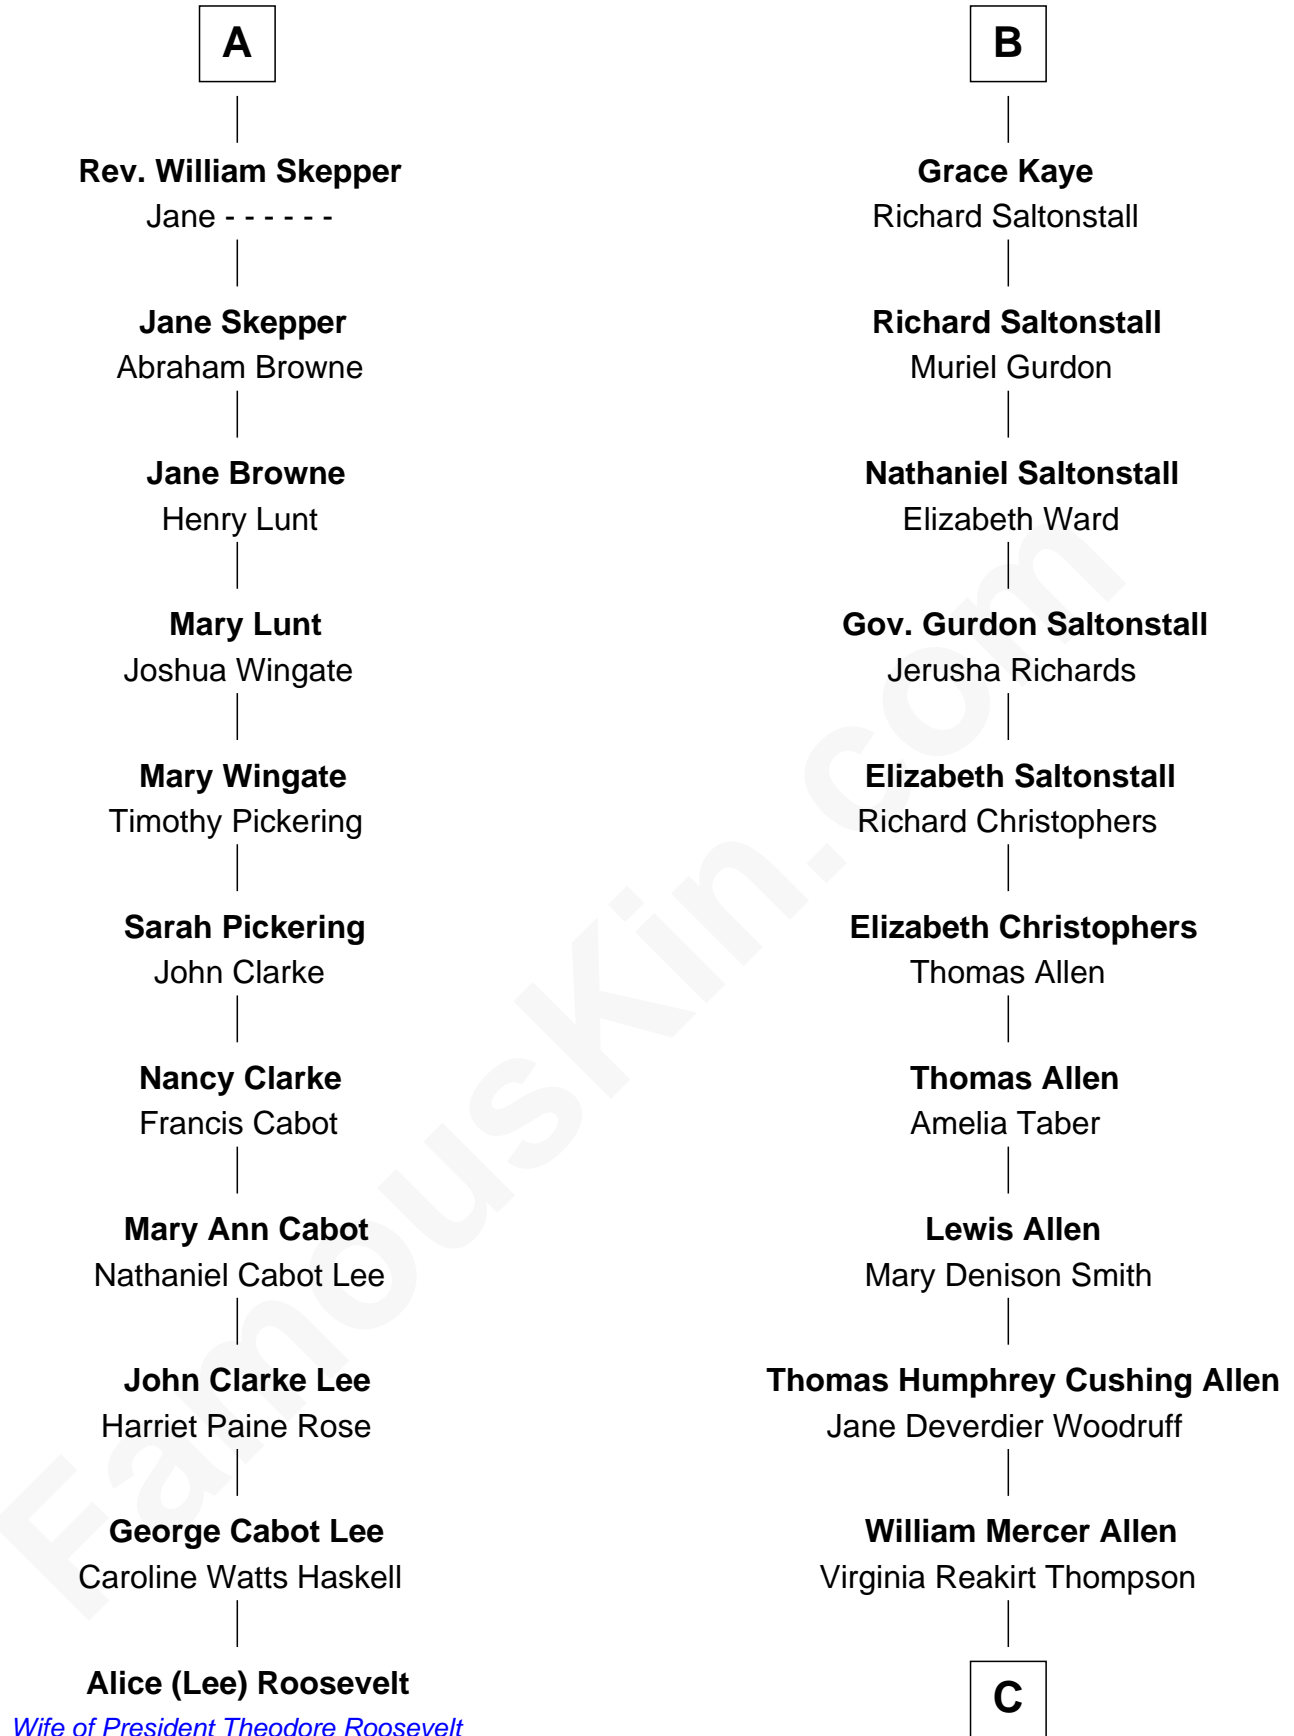 A
Rev. William Skepper
Jane - - - - - -
Jane Skepper
Abraham Browne
Jane Browne
Henry Lunt
Mary Lunt
Joshua Wingate
Mary Wingate
Timothy Pickering
Sarah Pickering
John Clarke
Nancy Clarke
Francis Cabot
Mary Ann Cabot
Nathaniel Cabot Lee
John Clarke Lee
Harriet Paine Rose
George Cabot Lee
Caroline Watts Haskell
Alice (Lee) Roosevelt
Wife of President Theodore Roosevelt
B
Grace Kaye
Richard Saltonstall
Richard Saltonstall
Muriel Gurdon
Nathaniel Saltonstall
Elizabeth Ward
Gov. Gurdon Saltonstall
Jerusha Richards
Elizabeth Saltonstall
Richard Christophers
Elizabeth Christophers
Thomas Allen
Thomas Allen
Amelia Taber
Lewis Allen
Mary Denison Smith
Thomas Humphrey Cushing Allen
Jane Deverdier Woodruff
William Mercer Allen
Virginia Reakirt Thompson
C
FamousKin.com